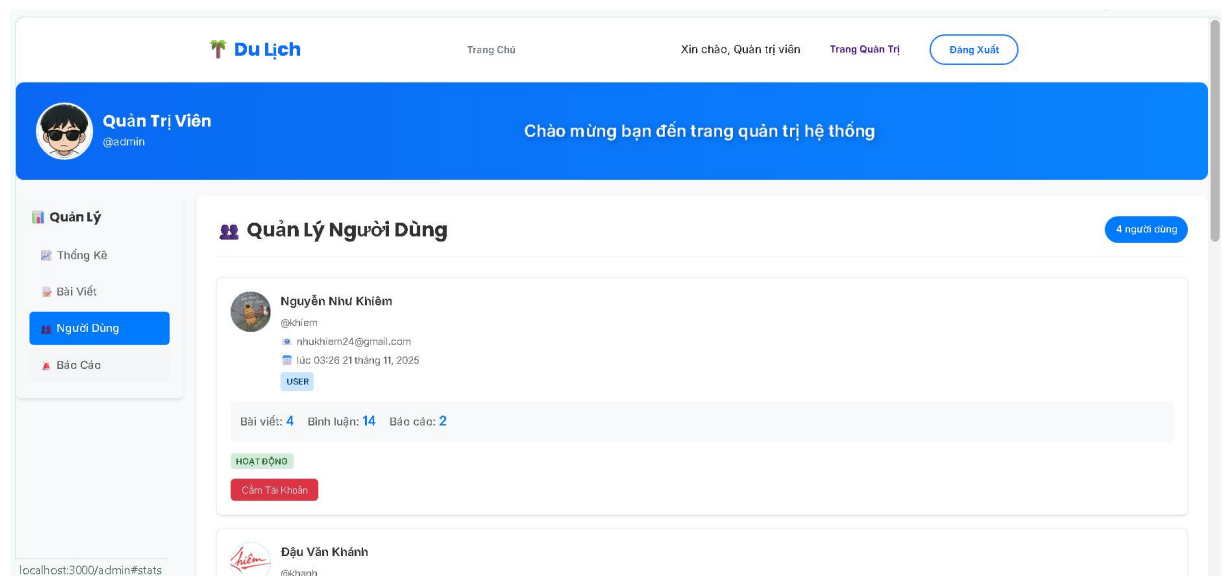 Du Lịch
Trang Chủ
Xin chào, Quản trị viên
Trang Quản Trị
Đăng Xuất
Quản Trị Viên
@admin
Chào mừng bạn đến trang quản trị hệ thống
Quản Lý
Thống Kê
Bài Viết
Người Dùng
Báo Cáo
Quản Lý Người Dùng
4 người dùng
Nguyễn Như Khiêm
@khiem
nhukhiem24@gmail.com
lúc 03:26 21 tháng 11, 2025
USER
Bài viết: 4 Bình luận: 14 Báo cáo: 2
HOẠT ĐỘNG
Cấm Tài Khoản
Đậu Văn Khánh
@khanh
localhost:3000/admin#stats